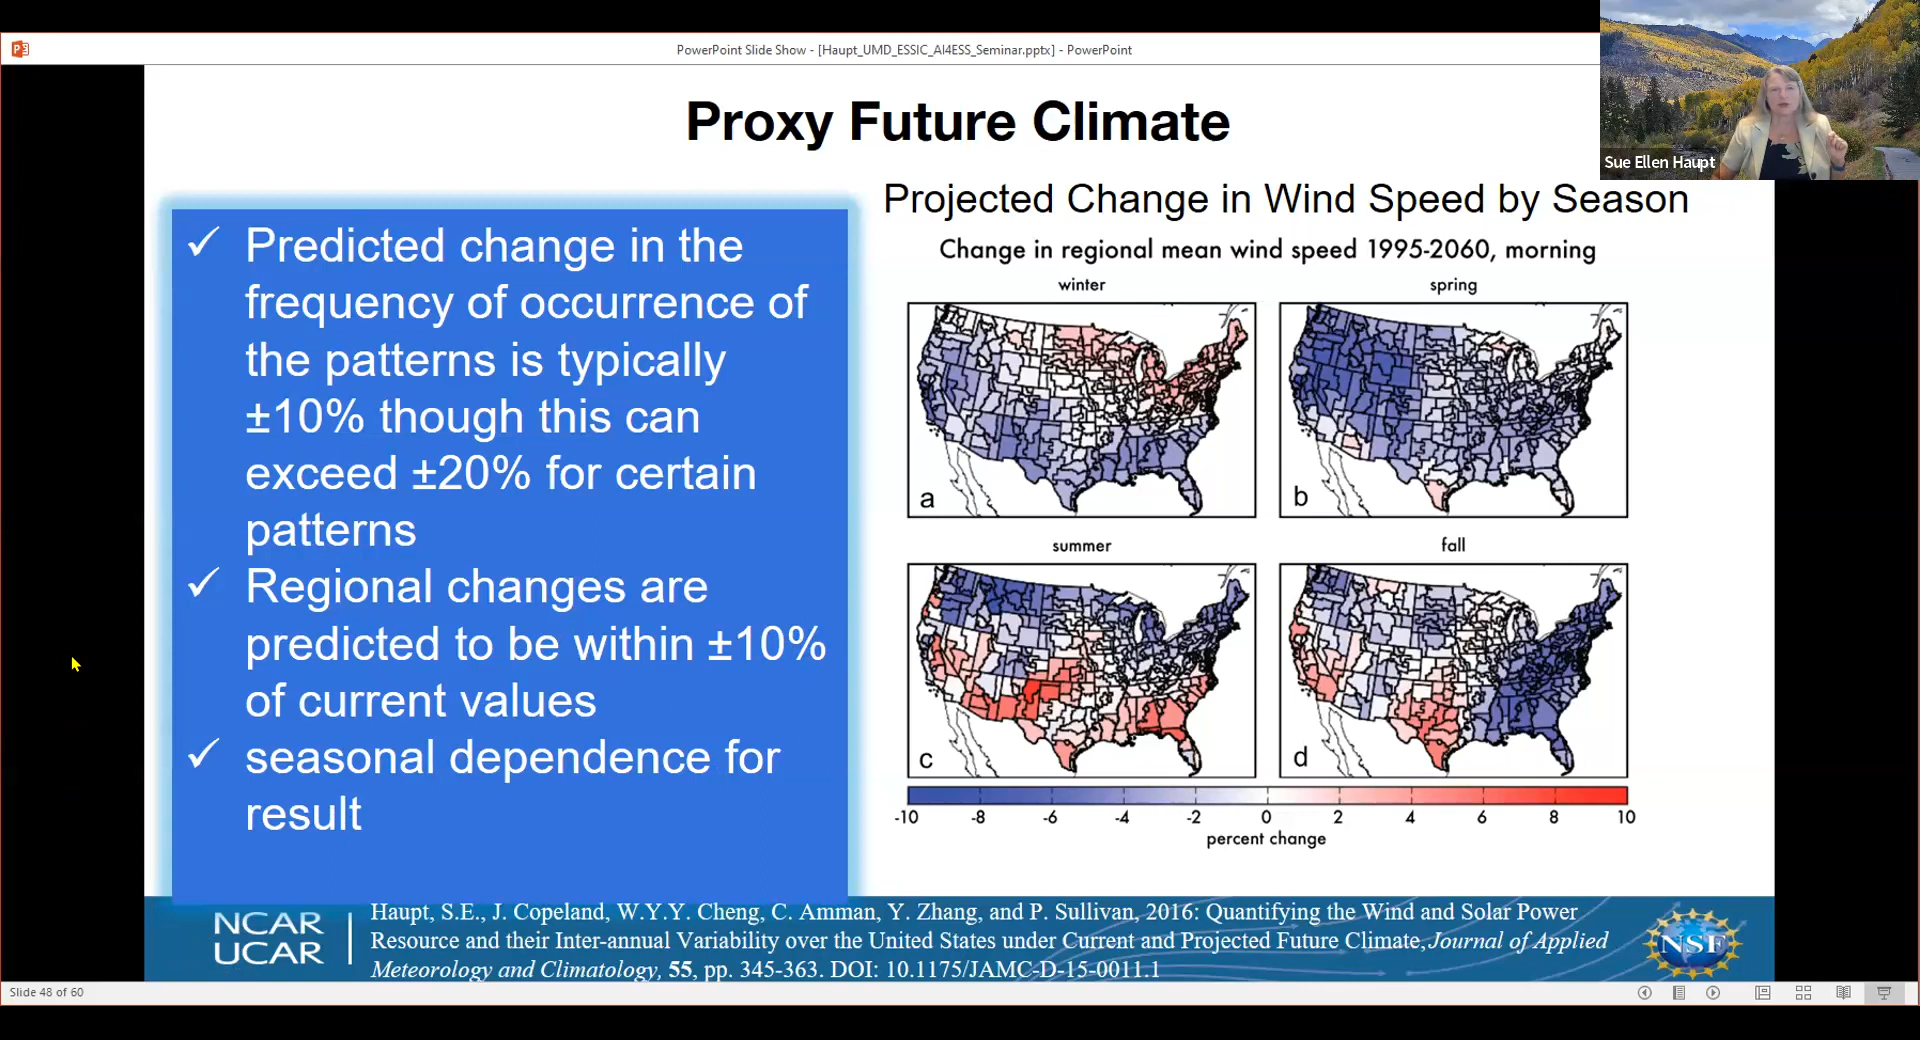 PowerPoint Slide Show - [Haupt_UMD_ESSIC_AI4ESS_Seminar.pptx] - PowerPoint
Sue Ellen Haupt
Proxy Future Climate
✓ Predicted change in the
frequency of occurrence of
the patterns is typically
±10% though this can
exceed ±20% for certain
patterns
✓ Regional changes are
predicted to be within ±10%
of current values
✓ seasonal dependence for
result
Projected Change in Wind Speed by Season
Change in regional mean wind speed 1995-2060, morning
winter
spring
a
b
summer
fall
c
d
-10 -8 -6 -4 -2 0 2 4 6 8 10
percent change
NCAR
UCAR
Haupt, S.E., J. Copeland, W.Y.Y. Cheng, C. Amman, Y. Zhang, and P. Sullivan, 2016: Quantifying the Wind and Solar Power
Resource and their Inter-annual Variability over the United States under Current and Projected Future Climate, Journal of Applied
Meteorology and Climatology, 55, pp. 345-363. DOI: 10.1175/JAMC-D-15-0011.1
NSF
Slide 48 of 60